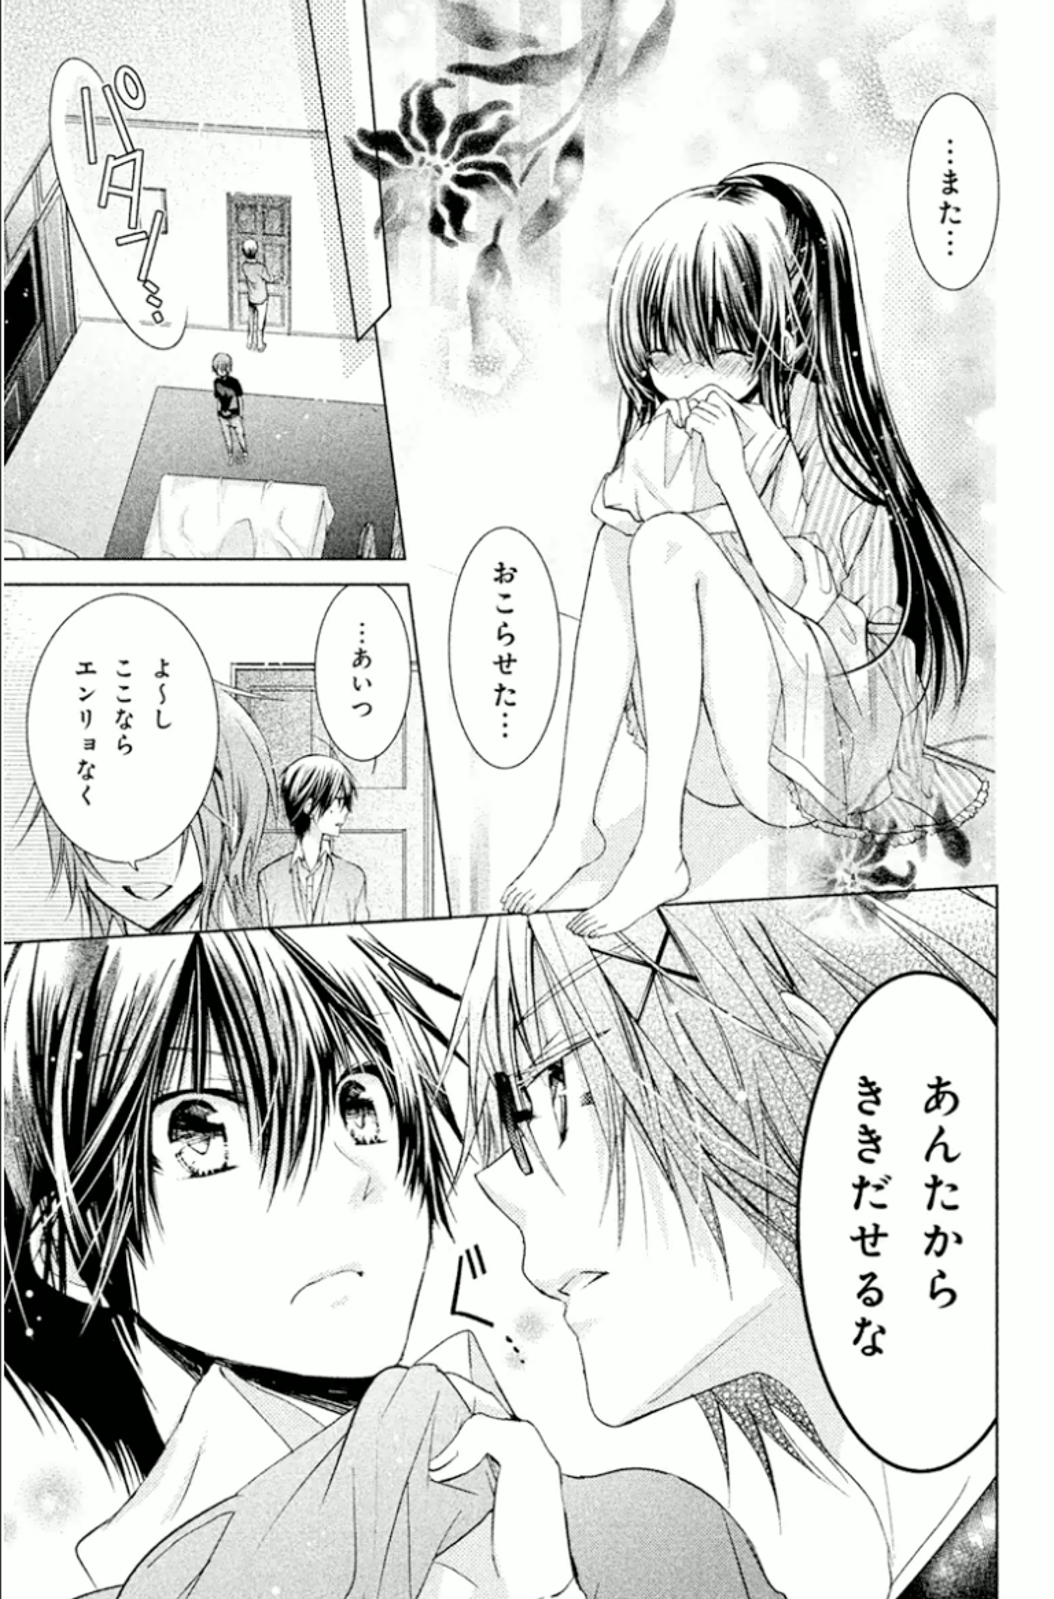 …また…
おこらせた…
パタン…
…あいつ
よ～し
ここなら
エンリョなく
あんたから
ききだせるな
グ…